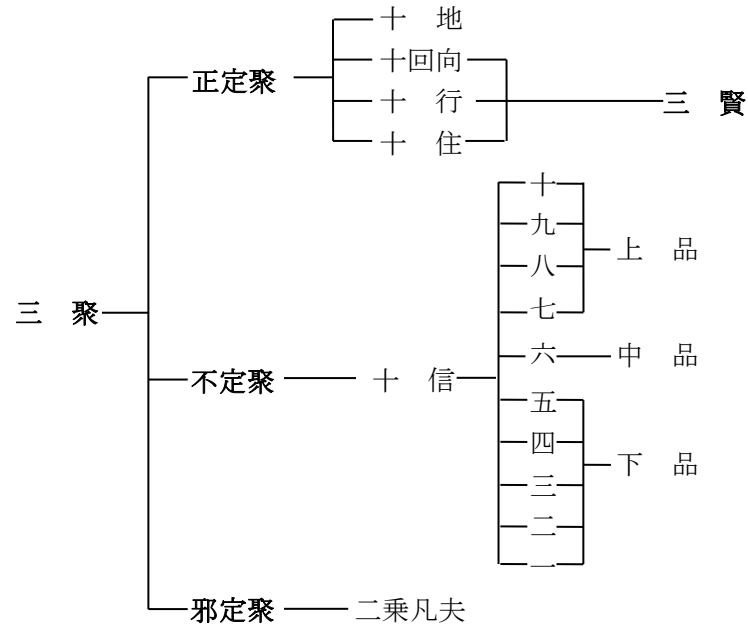 十　地
正定聚
十回向
十　行
三　賢
十　住
十
九
上　品
八
七
三　聚
六
中　品
不定聚
十　信
五
四
下　品
三
二
一
邪定聚
二乗凡夫